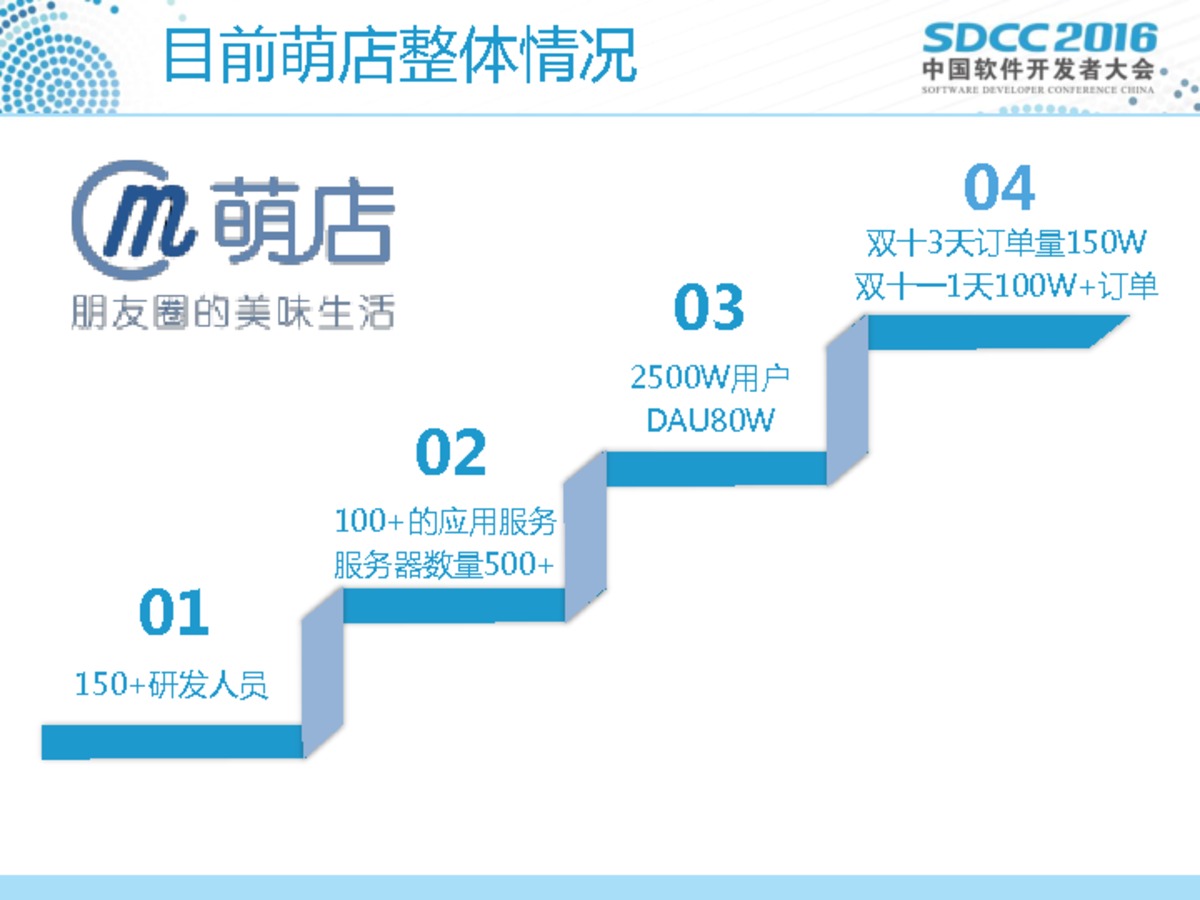 目前萌店整体情况
SDCC 2016
中国软件开发者大会
SOFTWARE DEVELOPER CONFERENCE CHINA
m 萌店
朋友圈的美味生活
01
150+研发人员
02
100+的应用服务
服务器数量500+
03
2500W用户
DAU80W
04
双十3天订单量150W
双十一1天100W+订单